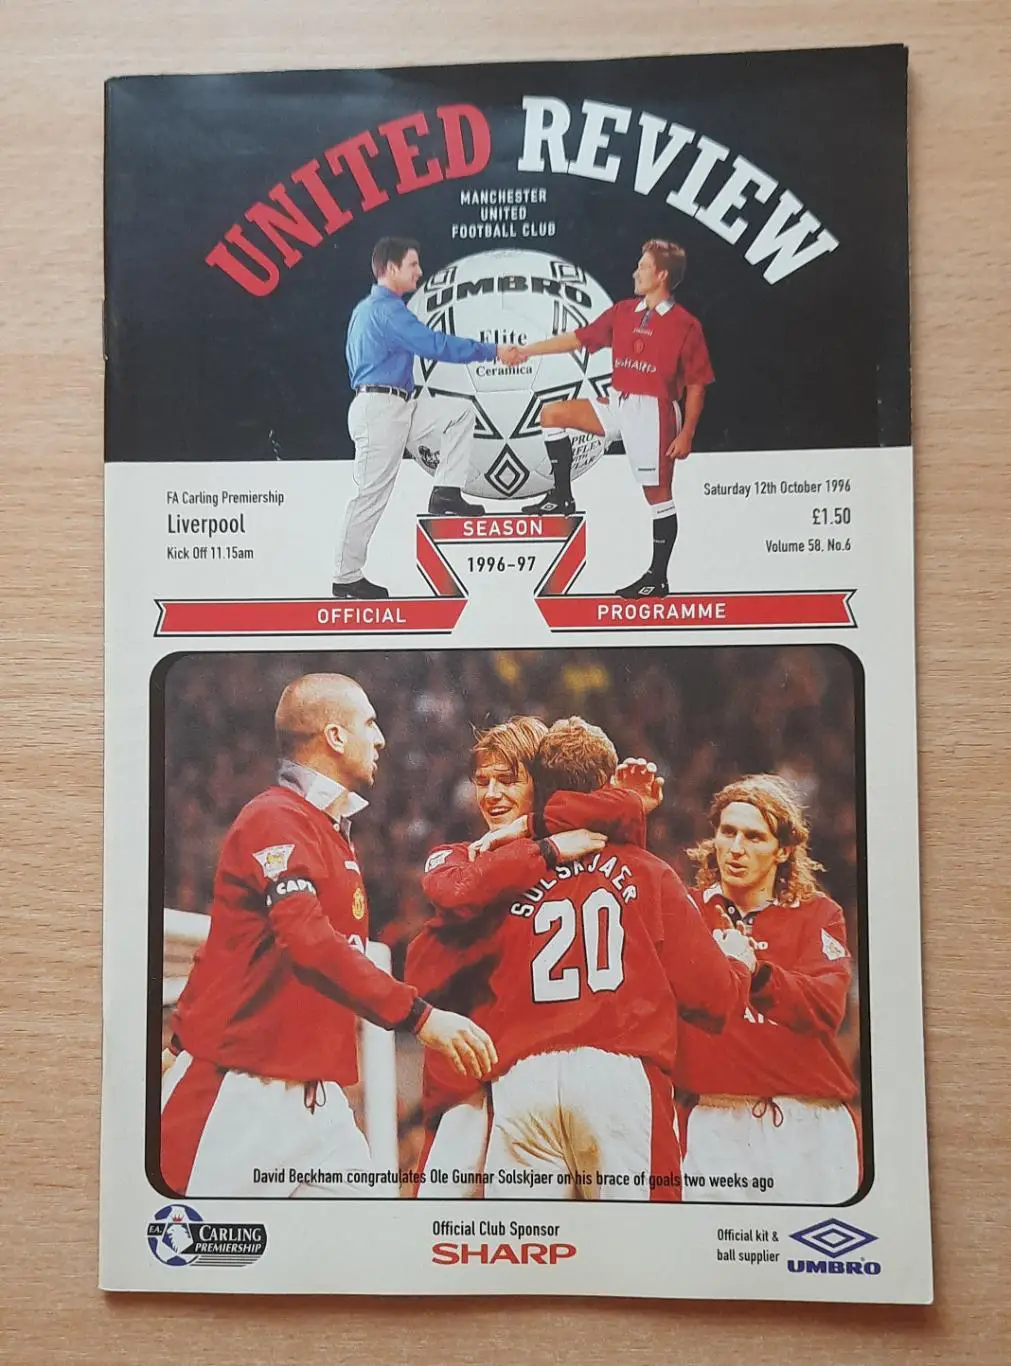 UNITED REVIEW
MANCHESTER
UNITED
FOOTBALL CLUB
UMBRO
Elite
Ceramica
PRO
REFLEX
SHARP
FA Carling Premiership
Liverpool
Kick Off 11.15am
Saturday 12th October 1996
£1.50
Volume 58. No.6
SEASON
1996-97
OFFICIAL PROGRAMME
CAPT
SOLSKJAER
20
David Beckham congratulates Ole Gunnar Solskjaer on his brace of goals two weeks ago
F.A.
CARLING
PREMIERSHIP
Official Club Sponsor
SHARP
Official kit &
ball supplier
UMBRO